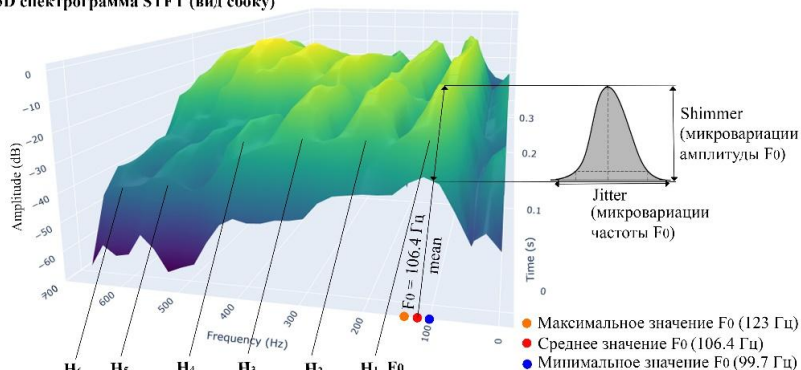 3D спектрограмма STFT (вид сбоку)
0
−10
−20
−30
−40
−50
−60
Amplitude (dB)
700
600
500
400
300
200
100
0
Frequency (Hz)
0.3
0.2
0.1
0
Time (s)
F0 = 106.4 Гц
mean
Shimmer
(микровариации
амплитуды F0)
Jitter
(микровариации
частоты F0)
Максимальное значение F0 (123 Гц)
Среднее значение F0 (106.4 Гц)
Минимальное значение F0 (99.7 Гц)
H6 H5 H4 H3 H2 H1 F0